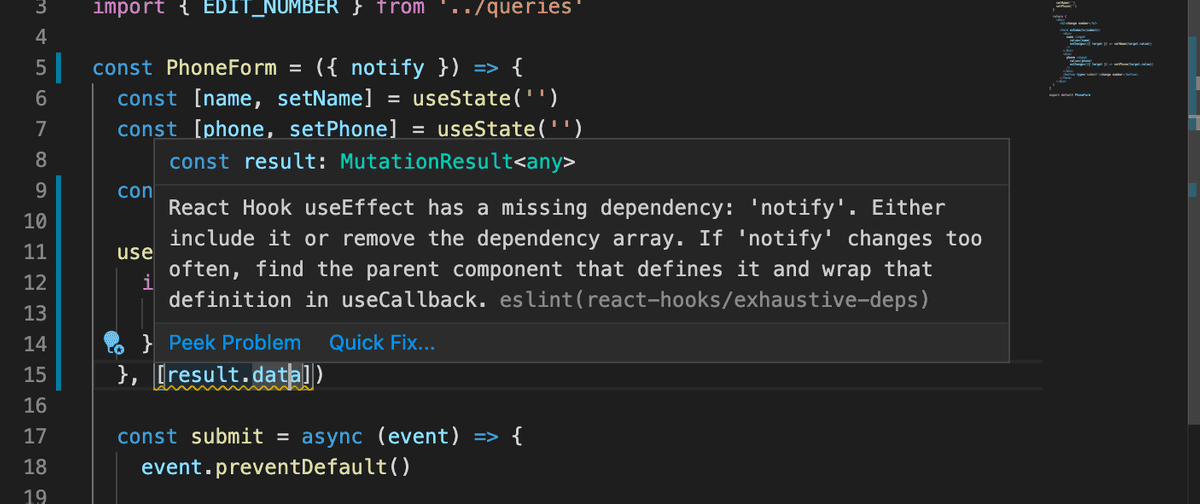 3 import { EDIT_NUMBER } from '../queries'
4
5 const PhoneForm = ({ notify }) => {
6 const [name, setName] = useState('')
7 const [phone, setPhone] = useState('')
8
const result: MutationResult<any>
9 con
React Hook useEffect has a missing dependency: 'notify'. Either
10
include it or remove the dependency array. If 'notify' changes too
11 use
often, find the parent component that defines it and wrap that
12 i
definition in useCallback. eslint(react-hooks/exhaustive-deps)
13
14 }
Peek Problem Quick Fix...
15 }, [result.data])
16
17 const submit = async (event) => {
18 event.preventDefault()
19